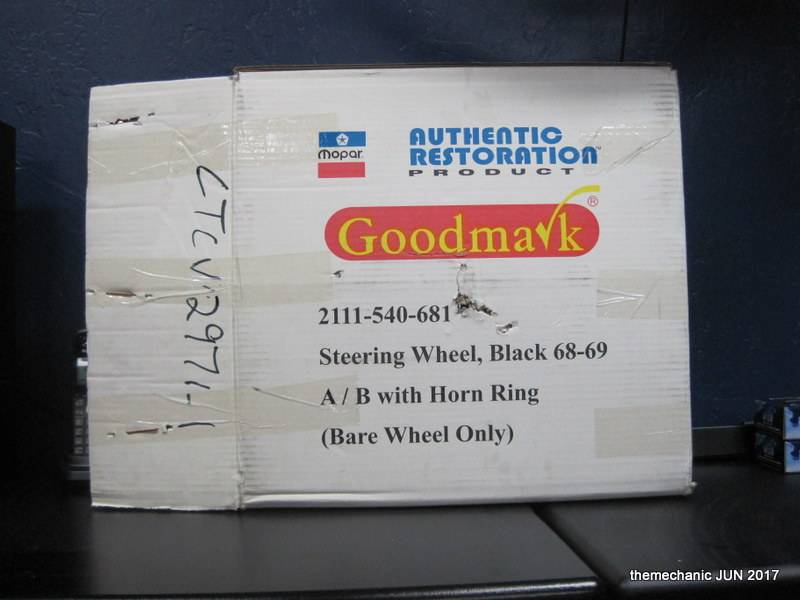 mopar
AUTHENTIC
RESTORATION™
PRODUCT
Goodmark®
2111-540-681
Steering Wheel, Black 68-69
A / B with Horn Ring
(Bare Wheel Only)
themechanic JUN 2017